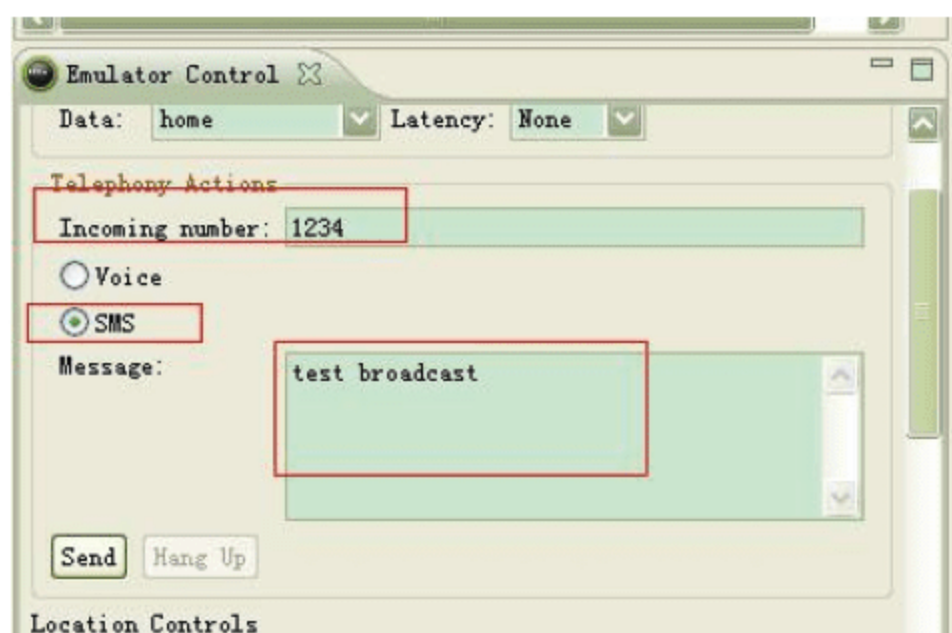 Emulator Control
Data: home Latency: None
Telephony Actions
Incoming number: 1234
Voice
SMS
Message: test broadcast
Send Hang Up
Location Controls